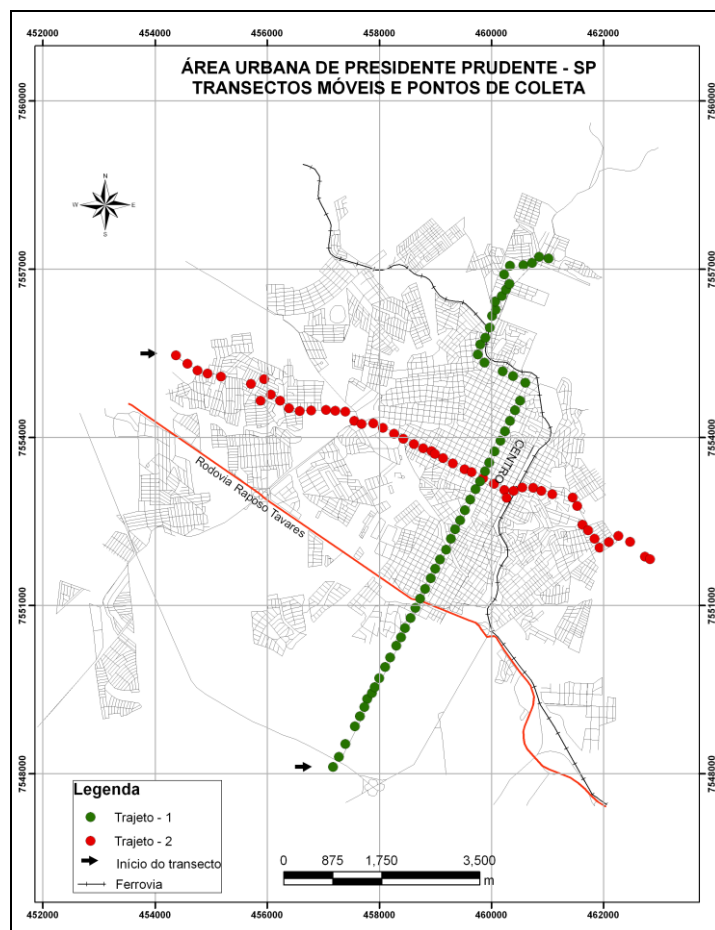 452000 454000 456000 458000 460000 462000
ÁREA URBANA DE PRESIDENTE PRUDENTE - SP
TRANSECTOS MÓVEIS E PONTOS DE COLETA
7560000
7560000
N
W E
S
7557000
7557000
7554000
7554000
CENTRO
Rodovia Raposo Tavares
7551000
7551000
7548000
7548000
Legenda
Trajeto - 1
Trajeto - 2
Início do transecto
Ferrovia
0 875 1,750 3,500
m
452000 454000 456000 458000 460000 462000